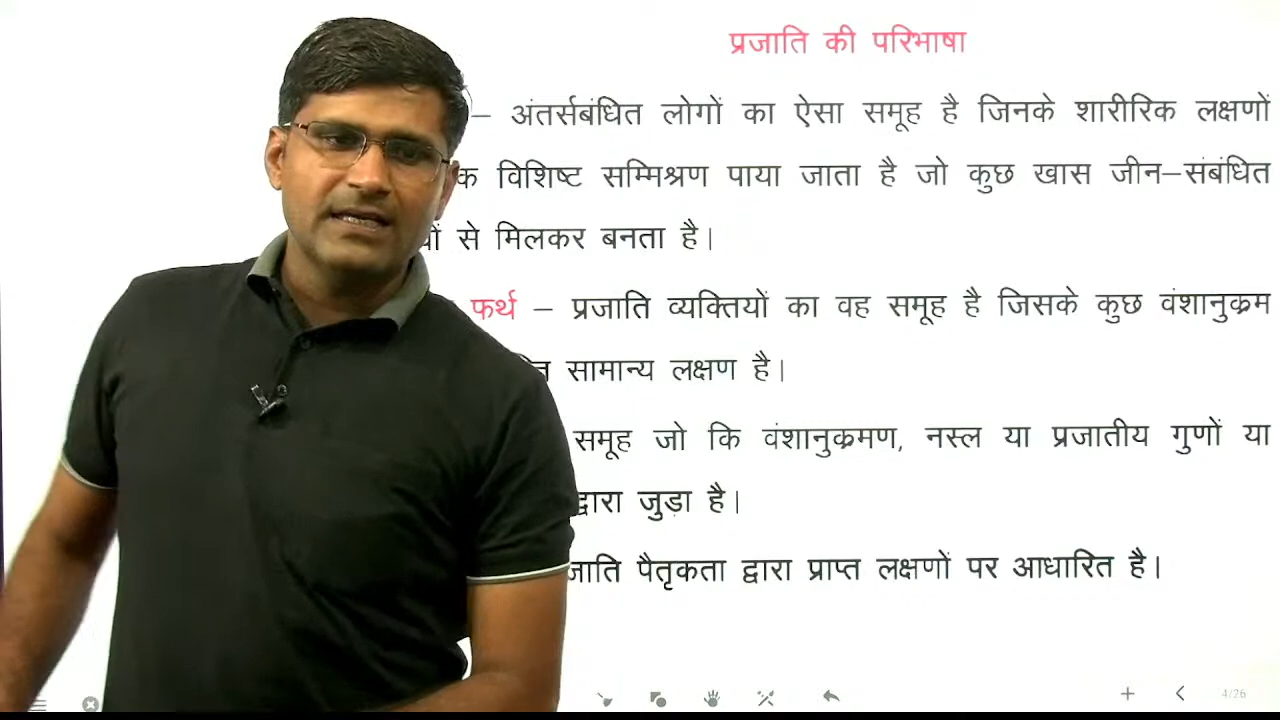 प्रजाति की परिभाषा
– अंतर्सबंधित लोगों का ऐसा समूह है जिनके शारीरिक लक्षणों
विशिष्ट सम्मिश्रण पाया जाता है जो कुछ खास जीन–संबंधित
से मिलकर बनता है।
फर्थ – प्रजाति व्यक्तियों का वह समूह है जिसके कुछ वंशानुक्रम
सामान्य लक्षण है।
समूह जो कि वंशानुक्रमण, नस्ल या प्रजातीय गुणों या
द्वारा जुड़ा है।
पैतृकता द्वारा प्राप्त लक्षणों पर आधारित है।
4/26